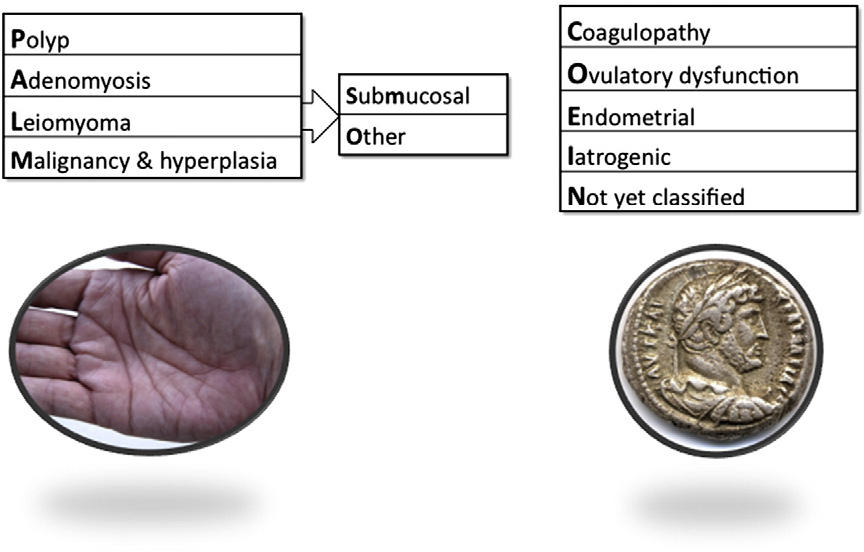 Polyp
Adenomyosis
Leiomyoma
Malignancy & hyperplasia
Submucosal
Other
Coagulopathy
Ovulatory dysfunction
Endometrial
Iatrogenic
Not yet classified